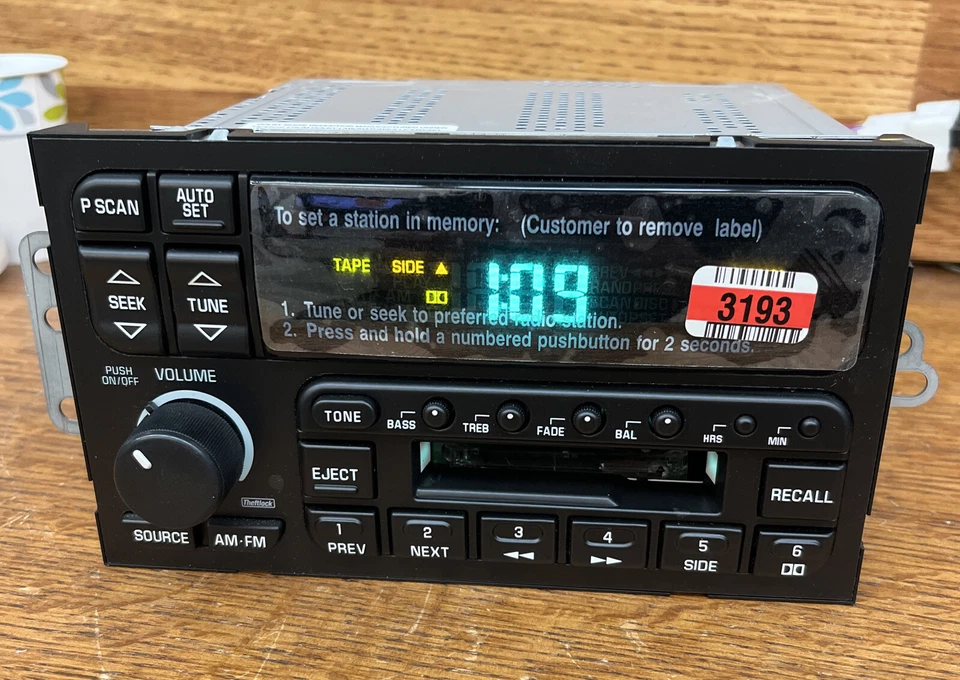 P SCAN
AUTO
SET
To set a station in memory: (Customer to remove label)
TAPE SIDE ▲ 109
1. Tune or seek to preferred radio station.
2. Press and hold a numbered pushbutton for 2 seconds.
3193
SEEK
TUNE
PUSH
ON/OFF
VOLUME
TONE
BASS
TREB
FADE
BAL
HRS
MIN
EJECT
RECALL
Theftlock
SOURCE
AM·FM
1
PREV
2
NEXT
3
◄◄
4
►►
5
SIDE
6